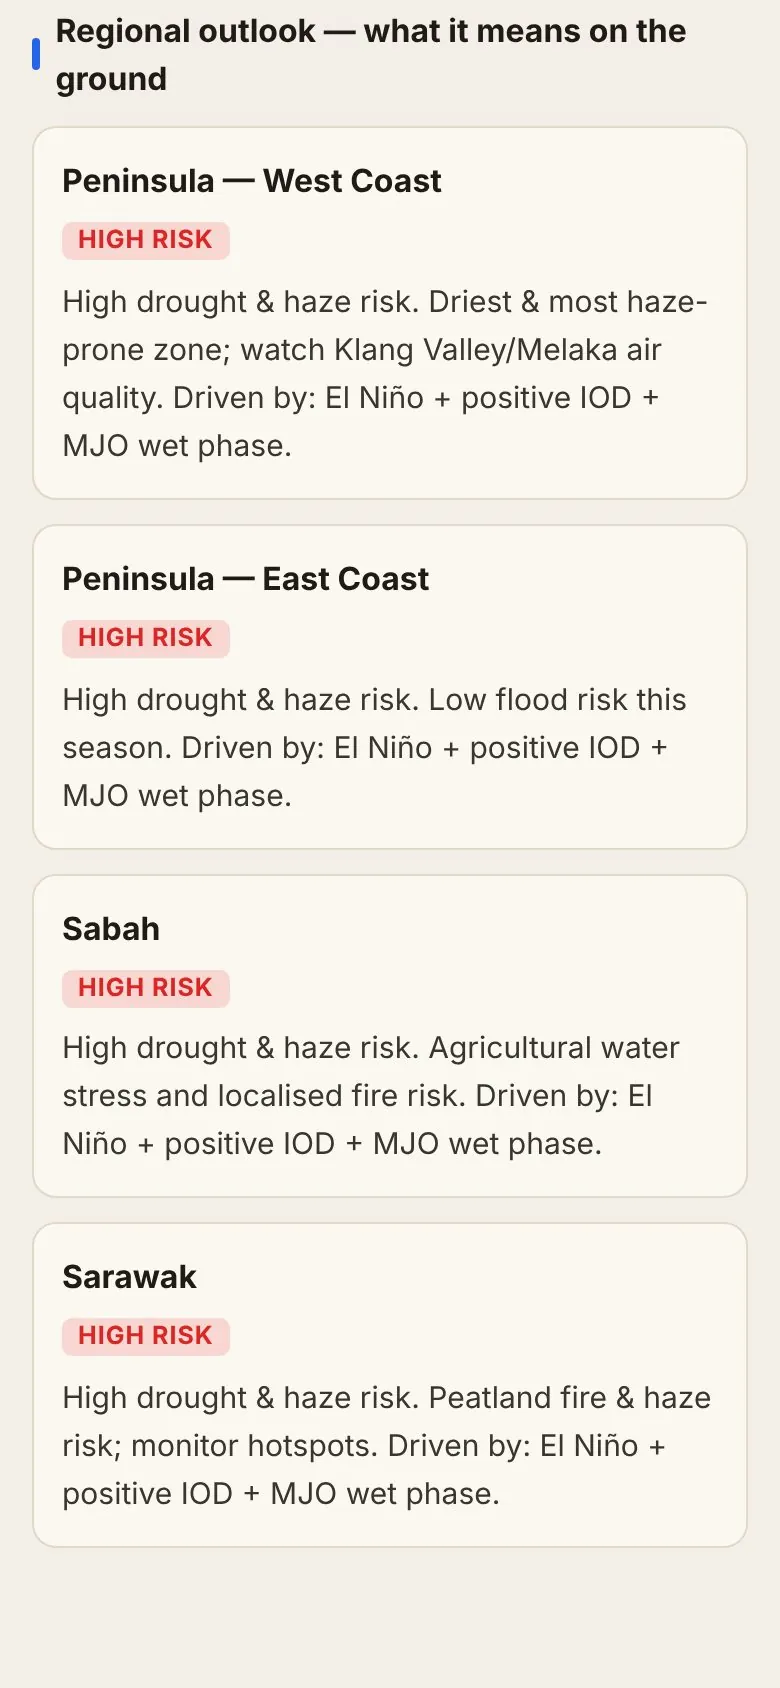 Regional outlook — what it means on the
ground
Peninsula — West Coast
HIGH RISK
High drought & haze risk. Driest & most haze-
prone zone; watch Klang Valley/Melaka air
quality. Driven by: El Niño + positive IOD +
MJO wet phase.
Peninsula — East Coast
HIGH RISK
High drought & haze risk. Low flood risk this
season. Driven by: El Niño + positive IOD +
MJO wet phase.
Sabah
HIGH RISK
High drought & haze risk. Agricultural water
stress and localised fire risk. Driven by: El
Niño + positive IOD + MJO wet phase.
Sarawak
HIGH RISK
High drought & haze risk. Peatland fire & haze
risk; monitor hotspots. Driven by: El Niño +
positive IOD + MJO wet phase.